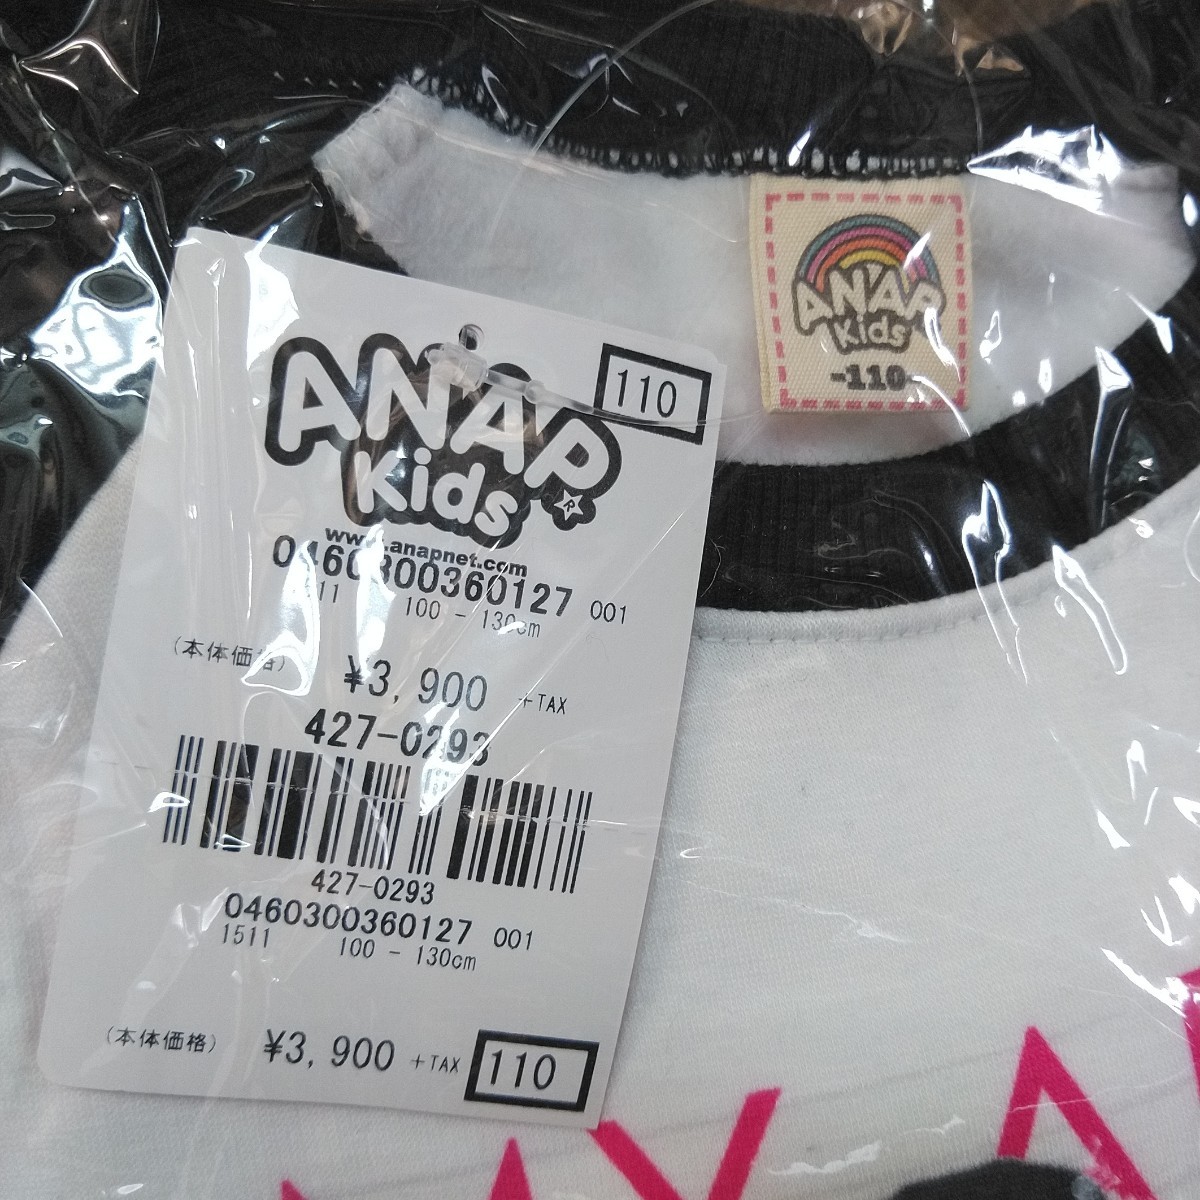 ANAP
Kids
-110-
110
ANAP
Kids
®
www.anapnet.com
0460300360127 001
1511 100 - 130cm
(本体価格)
¥3,900 +TAX
427-0293
427-0293
0460300360127 001
1511 100 - 130cm
(本体価格) ¥3,900 +TAX
110